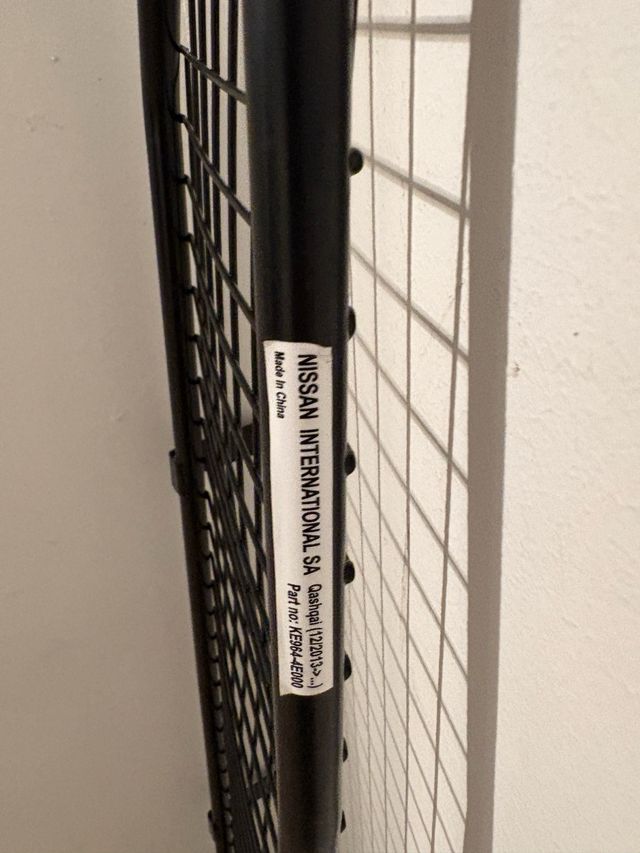 NISSAN INTERNATIONAL SA Qashqai (12/2013->...)
Made In China Part no: KE964-4E000